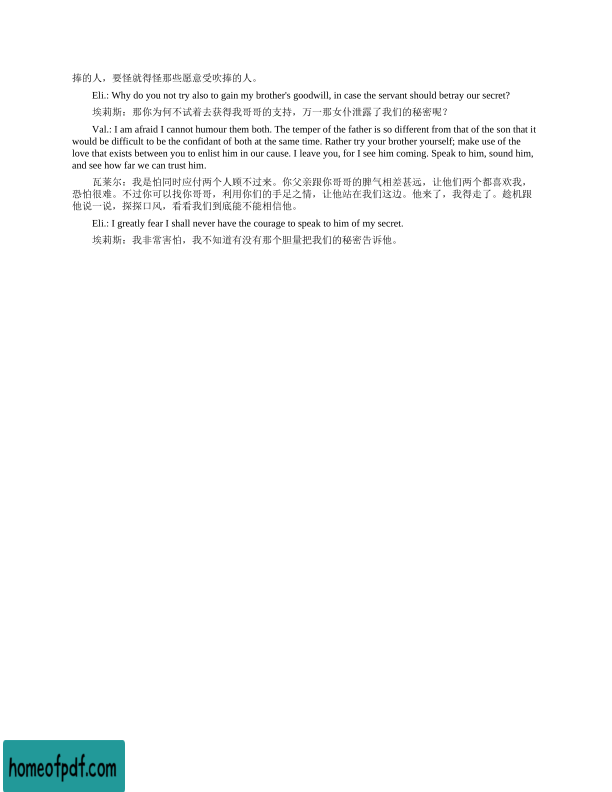 捧的人，要怪就得怪那些愿意受吹捧的人。
Eli.: Why do you not try also to gain my brother's goodwill, in case the servant should betray our secret?
埃莉斯：那你为何不试着去获得我哥哥的支持，万一那女仆泄露了我们的秘密呢？
Val.: I am afraid I cannot humour them both. The temper of the father is so different from that of the son that it
would be difficult to be the confidant of both at the same time. Rather try your brother yourself; make use of the
love that exists between you to enlist him in our cause. I leave you, for I see him coming. Speak to him, sound him,
and see how far we can trust him.
瓦莱尔：我是怕同时应付两个人顾不过来。你父亲跟你哥哥的脾气相差甚远，让他们两个都喜欢我，
恐怕很难。不过你可以找你哥哥，利用你们的手足之情，让他站在我们这边。他来了，我得走了。趁机跟
他说一说，探探口风，看看我们到底能不能相信他。
Eli.: I greatly fear I shall never have the courage to speak to him of my secret.
埃莉斯：我非常害怕，我不知道有没有那个胆量把我们的秘密告诉他。
homeofpdf.com